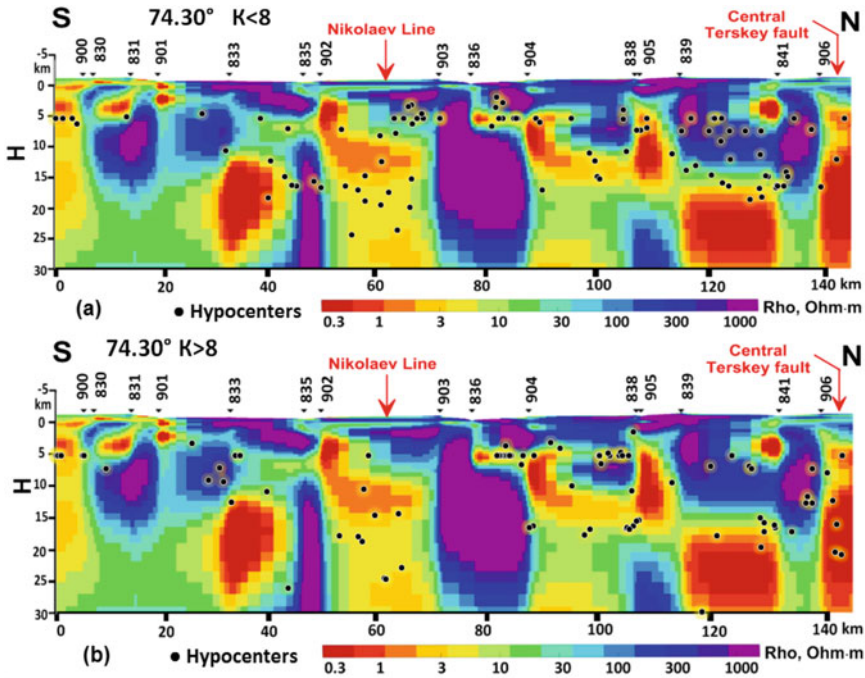 S 74.30° K<8 Nikolaev Line Central Terskey fault N
900 830 831 901 833 835 902 903 836 904 838 905 839 841 906
-5
km
0
5
10
15
20
25
30
H
0 20 40 60 80 100 120 140 km
(a) Hypocenters Rho, Ohm·m
0.3 1 3 10 30 100 300 1000
S 74.30° K>8 Nikolaev Line Central Terskey fault N
900 830 831 901 833 835 902 903 836 904 838 905 839 841 906
-5
km
0
5
10
15
20
25
30
H
0 20 40 60 80 100 120 140 km
(b) Hypocenters Rho, Ohm·m
0.3 1 3 10 30 100 300 1000